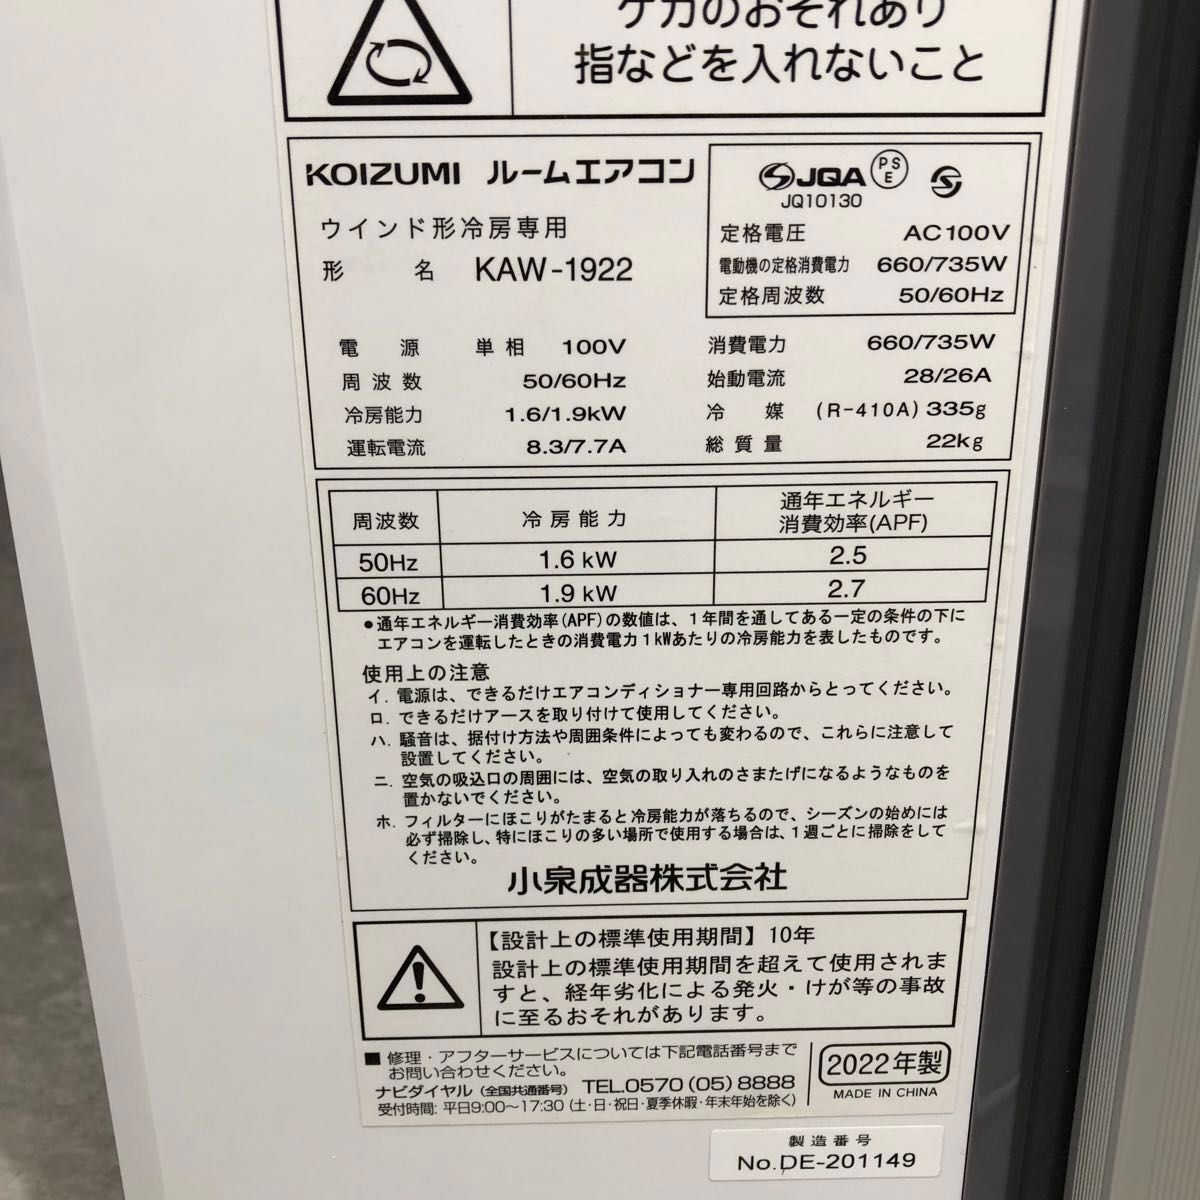 ケガのおそれあり
指などを入れないこと
KOIZUMI ルームエアコン
ウインド形冷房専用
形名 KAW-1922
JQA PSE
JQ10130
定格電圧 AC100V
電動機の定格消費電力 660/735W
定格周波数 50/60Hz
電源 単相 100V
周波数 50/60Hz
冷房能力 1.6/1.9kW
運転電流 8.3/7.7A
消費電力 660/735W
始動電流 28/26A
冷媒 (R-410A) 335g
総質量 22kg
周波数 冷房能力 通年エネルギー消費効率(APF)
50Hz 1.6 kW 2.5
60Hz 1.9 kW 2.7
●通年エネルギー消費効率(APF)の数値は、1年間を通してある一定の条件の下に
エアコンを運転したときの消費電力1kWあたりの冷房能力を表したものです。
使用上の注意
イ. 電源は、できるだけエアコンディショナー専用回路からとってください。
ロ. できるだけアースを取り付けて使用してください。
ハ. 騒音は、据付け方法や周囲条件によっても変わるので、これらに注意して
設置してください。
ニ. 空気の吸込口の周囲には、空気の取り入れのさまたげになるようなものを
置かないでください。
ホ. フィルターにほこりがたまると冷房能力が落ちるので、シーズンの始めには
必ず掃除し、特にほこりの多い場所で使用する場合は、1週ごとに掃除をして
ください。
小泉成器株式会社
【設計上の標準使用期間】10年
設計上の標準使用期間を超えて使用されま
すと、経年劣化による発火・けが等の事故
に至るおそれがあります。
■ 修理・アフターサービスについては下記電話番号まで
お問い合わせください。
ナビダイヤル (全国共通番号) TEL.0570 (05) 8888
受付時間: 平日9:00〜17:30 (土・日・祝日・夏季休暇・年末年始を除く)
2022年製
MADE IN CHINA
製造番号
No.DE-201149